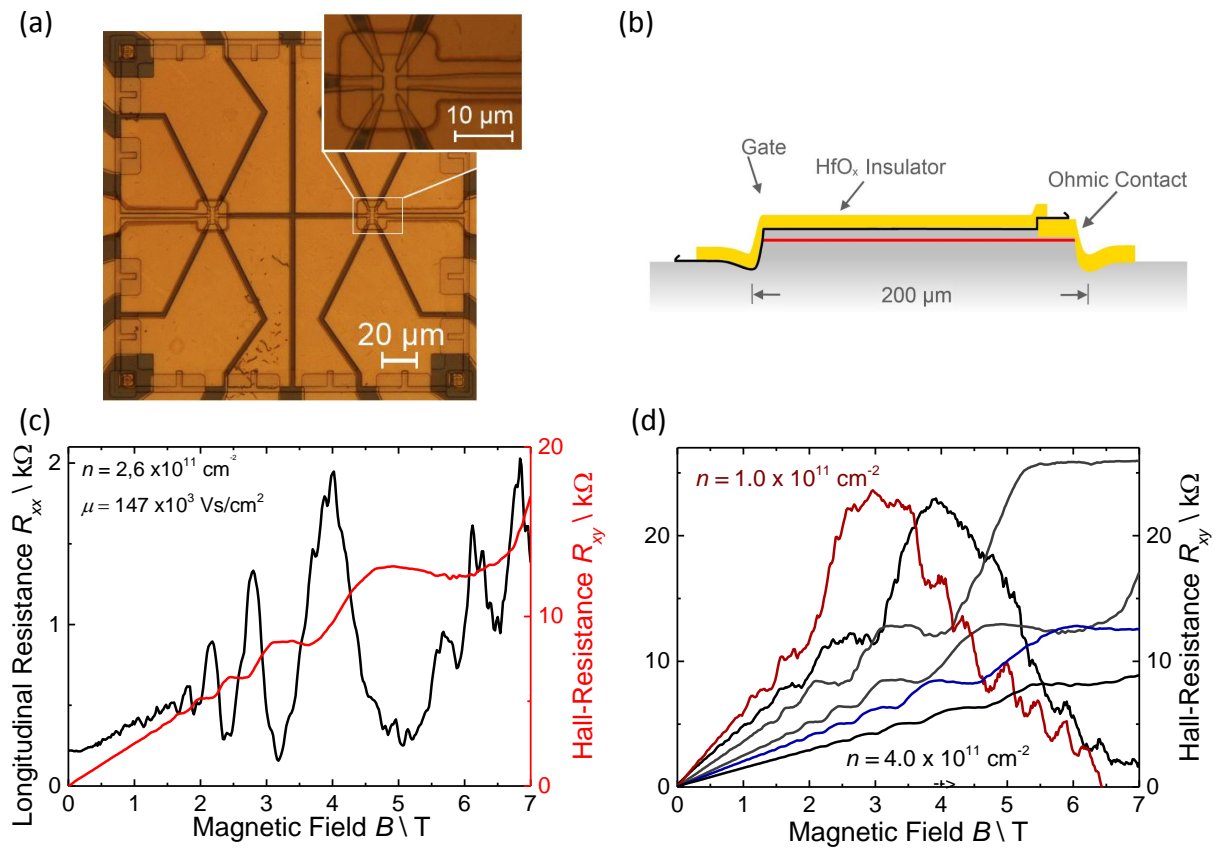 (a)
10 µm
20 µm
(b)
Gate
HfOₓ Insulator
Ohmic Contact
200 µm
(c)
n = 2,6 x10¹¹ cm⁻²
µ = 147 x10³ Vs/cm²
Longitudinal Resistance Rₓₓ \ kΩ
2
1
0
20
10
0
Hall-Resistance Rₓᵧ \ kΩ
0 1 2 3 4 5 6 7
Magnetic Field B \ T
(d)
n = 1.0 x 10¹¹ cm⁻²
n = 4.0 x 10¹¹ cm⁻²
20
10
0
20
10
0
Hall-Resistance Rₓᵧ \ kΩ
0 1 2 3 4 5 6 7
Magnetic Field B \ T